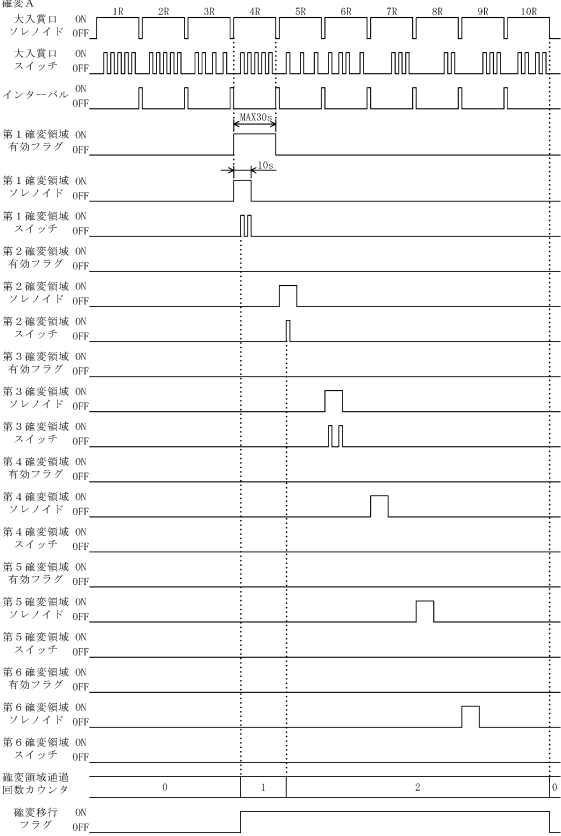 確変A
1R 2R 3R 4R 5R 6R 7R 8R 9R 10R
大入賞口 ON
ソレノイド OFF
大入賞口 ON
スイッチ OFF
インターバル ON
OFF
MAX30s
第1確変領域 ON
有効フラグ OFF
10s
第1確変領域 ON
ソレノイド OFF
第1確変領域 ON
スイッチ OFF
第2確変領域 ON
有効フラグ OFF
第2確変領域 ON
ソレノイド OFF
第2確変領域 ON
スイッチ OFF
第3確変領域 ON
有効フラグ OFF
第3確変領域 ON
ソレノイド OFF
第3確変領域 ON
スイッチ OFF
第4確変領域 ON
有効フラグ OFF
第4確変領域 ON
ソレノイド OFF
第4確変領域 ON
スイッチ OFF
第5確変領域 ON
有効フラグ OFF
第5確変領域 ON
ソレノイド OFF
第5確変領域 ON
スイッチ OFF
第6確変領域 ON
有効フラグ OFF
第6確変領域 ON
ソレノイド OFF
第6確変領域 ON
スイッチ OFF
確変領域通過
回数カウンタ 0 1 2 0
確変移行 ON
フラグ OFF